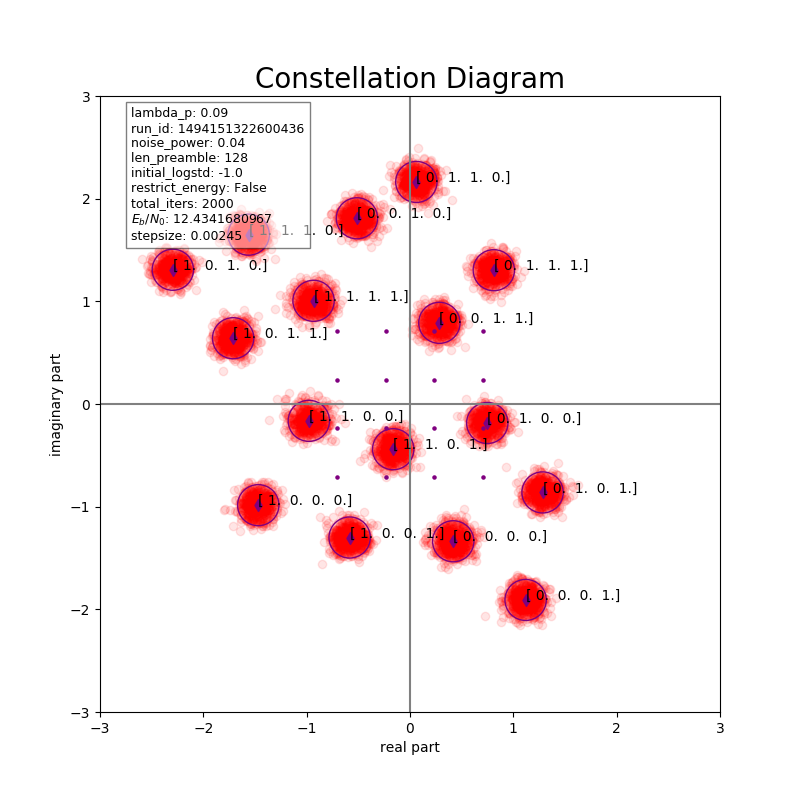 Constellation Diagram
3
lambda_p: 0.09
run_id: 1494151322600436
noise_power: 0.04
len_preamble: 128
initial_logstd: -1.0
restrict_energy: False
total_iters: 2000
E_b/N_0: 12.4341680967
stepsize: 0.00245
[ 0. 1. 1. 0.]
2
[ 0. 0. 1. 0.]
[ 1. 1. 1. 0.]
[ 1. 0. 1. 0.]
[ 0. 1. 1. 1.]
[ 1. 1. 1. 1.]
1
[ 0. 0. 1. 1.]
[ 1. 0. 1. 1.]
imaginary part
0
[ 1. 1. 0. 0.]
[ 0. 1. 0. 0.]
[ 1. 1. 0. 1.]
[ 0. 1. 0. 1.]
[ 1. 0. 0. 0.]
−1
[ 1. 0. 0. 1.]
[ 0. 0. 0. 0.]
[ 0. 0. 0. 1.]
−2
−3
−3 −2 −1 0 1 2 3
real part